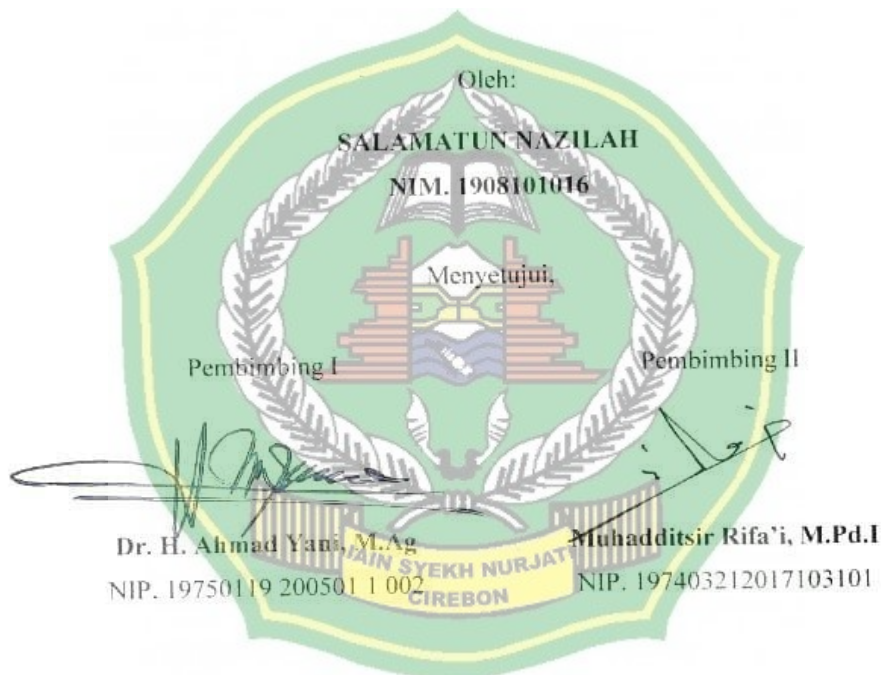 Oleh:
SALAMATUN NAZILAH
NIM. 1908101016
Menyetujui,
Pembimbing I
Pembimbing II
Dr. H. Ahmad Yani, M.Ag
Muhadditsir Rifa'i, M.Pd.I
NIP. 19750119 200501 1 002
NIP. 197403212017103101
IAIN SYEKH NURJATI
CIREBON